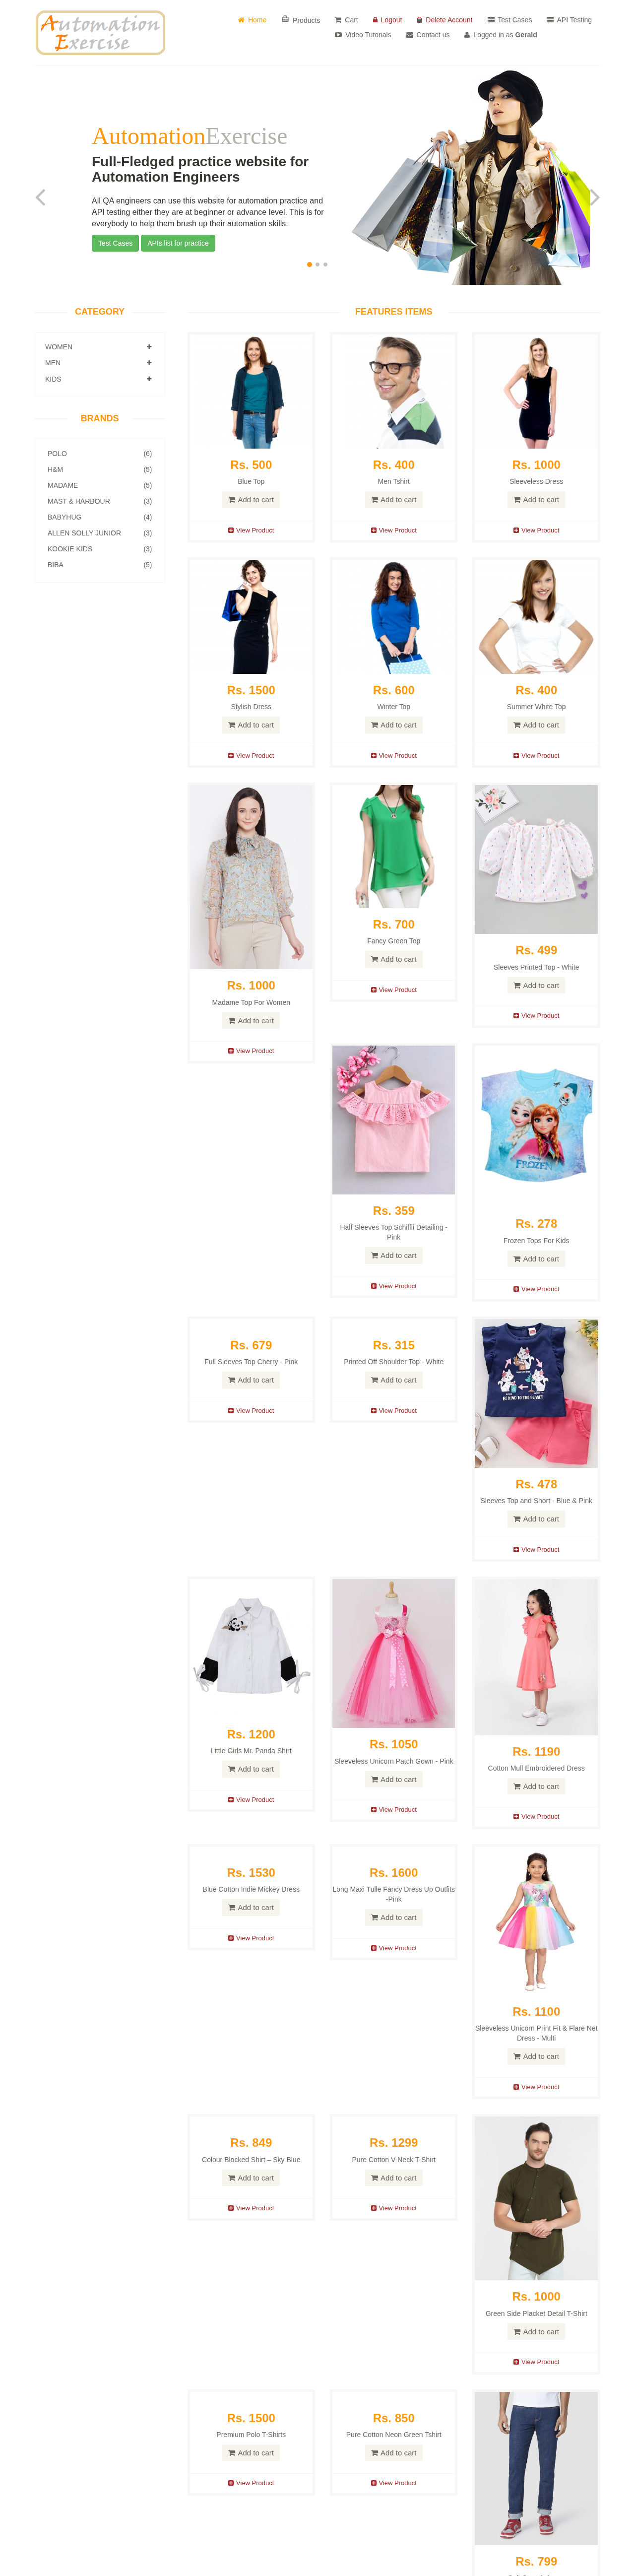 Automation
Exercise
Home
Products
Cart
Logout
Delete Account
Test Cases
API Testing
Video Tutorials
Contact us
Logged in as Gerald
AutomationExercise
Full-Fledged practice website for
Automation Engineers
All QA engineers can use this website for automation practice and
API testing either they are at beginner or advance level. This is for
everybody to help them brush up their automation skills.
Test Cases
APIs list for practice
CATEGORY
WOMEN
MEN
KIDS
BRANDS
POLO (6)
H&M (5)
MADAME (5)
MAST & HARBOUR (3)
BABYHUG (4)
ALLEN SOLLY JUNIOR (3)
KOOKIE KIDS (3)
BIBA (5)
FEATURES ITEMS
Rs. 500
Blue Top
Add to cart
View Product
Rs. 400
Men Tshirt
Add to cart
View Product
Rs. 1000
Sleeveless Dress
Add to cart
View Product
Rs. 1500
Stylish Dress
Add to cart
View Product
Rs. 600
Winter Top
Add to cart
View Product
Rs. 400
Summer White Top
Add to cart
View Product
Rs. 1000
Madame Top For Women
Add to cart
View Product
Rs. 700
Fancy Green Top
Add to cart
View Product
Rs. 499
Sleeves Printed Top - White
Add to cart
View Product
Rs. 359
Half Sleeves Top Schiffli Detailing -
Pink
Add to cart
View Product
FROZEN
Rs. 278
Frozen Tops For Kids
Add to cart
View Product
Rs. 679
Full Sleeves Top Cherry - Pink
Add to cart
View Product
Rs. 315
Printed Off Shoulder Top - White
Add to cart
View Product
BE KIND TO THE PLANET
Rs. 478
Sleeves Top and Short - Blue & Pink
Add to cart
View Product
Rs. 1200
Little Girls Mr. Panda Shirt
Add to cart
View Product
Rs. 1050
Sleeveless Unicorn Patch Gown - Pink
Add to cart
View Product
Rs. 1190
Cotton Mull Embroidered Dress
Add to cart
View Product
Rs. 1530
Blue Cotton Indie Mickey Dress
Add to cart
View Product
Rs. 1600
Long Maxi Tulle Fancy Dress Up Outfits
-Pink
Add to cart
View Product
Rs. 1100
Sleeveless Unicorn Print Fit & Flare Net
Dress - Multi
Add to cart
View Product
Rs. 849
Colour Blocked Shirt – Sky Blue
Add to cart
View Product
Rs. 1299
Pure Cotton V-Neck T-Shirt
Add to cart
View Product
Rs. 1000
Green Side Placket Detail T-Shirt
Add to cart
View Product
Rs. 1500
Premium Polo T-Shirts
Add to cart
View Product
Rs. 850
Pure Cotton Neon Green Tshirt
Add to cart
View Product
Rs. 799